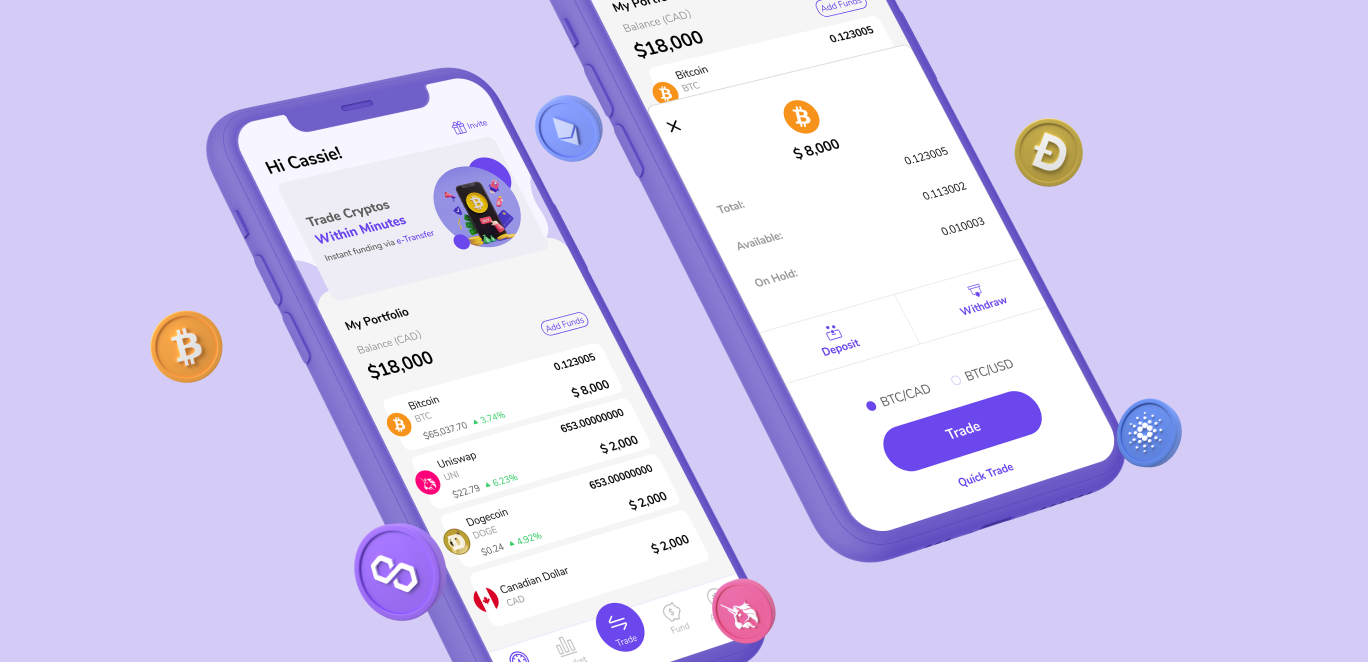 Invite
Hi Cassie!
Trade Cryptos
Within Minutes
Instant funding via e-Transfer
My Portfolio
Balance (CAD)
Add Funds
$18,000
Bitcoin
0.123005
BTC
$65,037.70 ▲ 3.74%
$ 8,000
Uniswap
653.00000000
UNI
$22.79 ▲ 6.23%
$ 2,000
Dogecoin
653.00000000
DOGE
$0.24 ▲ 4.92%
$ 2,000
Canadian Dollar
CAD
$ 2,000
Trade
Fund
My Portfolio
Balance (CAD)
Add Funds
$18,000
Bitcoin
0.123005
BTC
$ 8,000
Total:
0.123005
Available:
0.113002
On Hold:
0.010003
Deposit
Withdraw
BTC/CAD
BTC/USD
Trade
Quick Trade